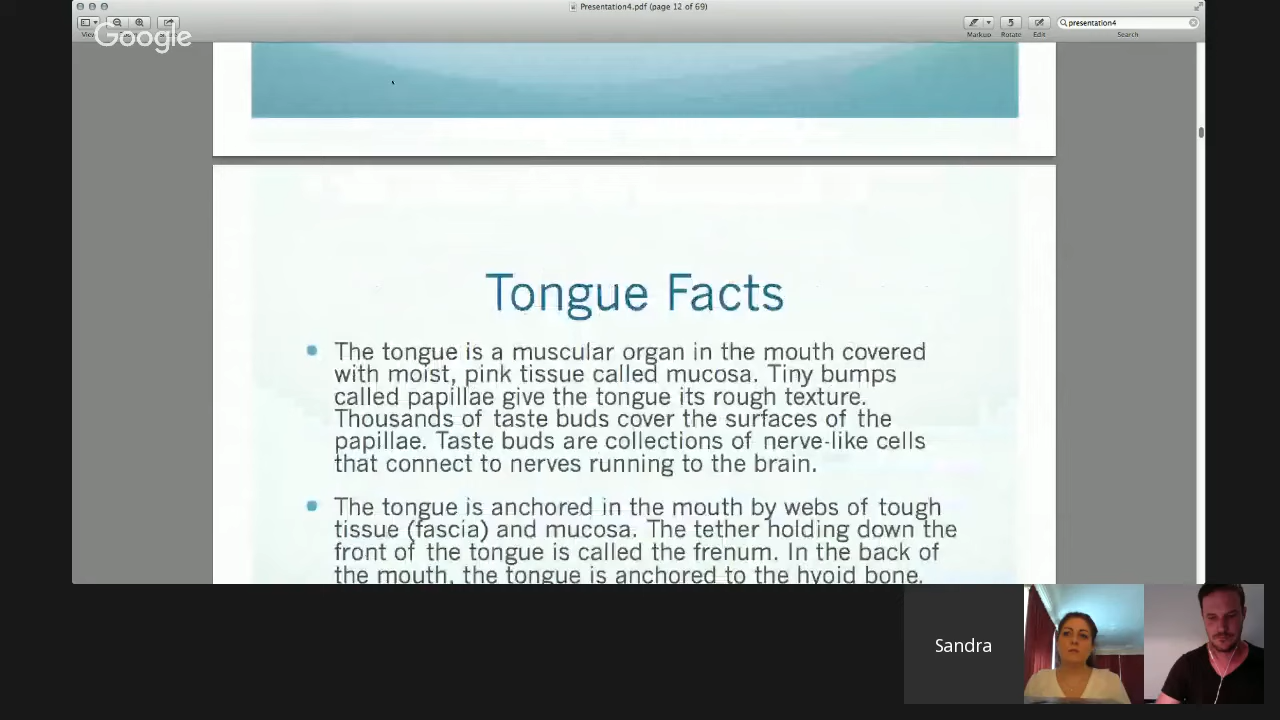 Presentation4.pdf (page 12 of 69)
presentation4
View
Markup
Rotate
Edit
Search
Google
Tongue Facts
The tongue is a muscular organ in the mouth covered
with moist, pink tissue called mucosa. Tiny bumps
called papillae give the tongue its rough texture.
Thousands of taste buds cover the surfaces of the
papillae. Taste buds are collections of nerve-like cells
that connect to nerves running to the brain.
The tongue is anchored in the mouth by webs of tough
tissue (fascia) and mucosa. The tether holding down the
front of the tongue is called the frenum. In the back of
the mouth, the tongue is anchored to the hyoid bone.
Sandra